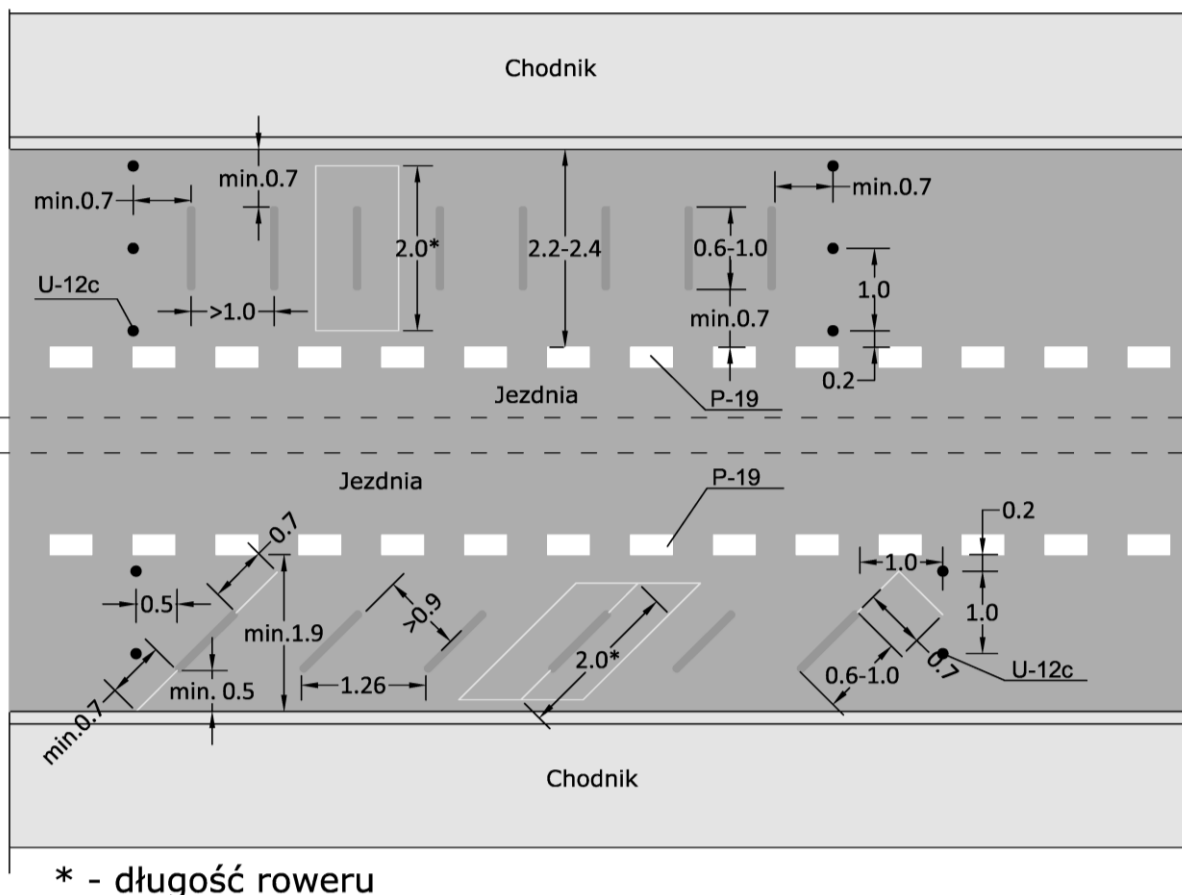 Chodnik
min.0.7
min.0.7
min.0.7
2.0*
2.2-2.4
0.6-1.0
U-12c
1.0
>1.0
min.0.7
0.2
Jezdnia
P-19
Jezdnia
P-19
0.7
0.2
0.5
>0.9
1.0
1.0
min.1.9
2.0*
min. 0.5
1.26
0.6-1.0
0.7
U-12c
min.0.7
Chodnik
* - długość roweru